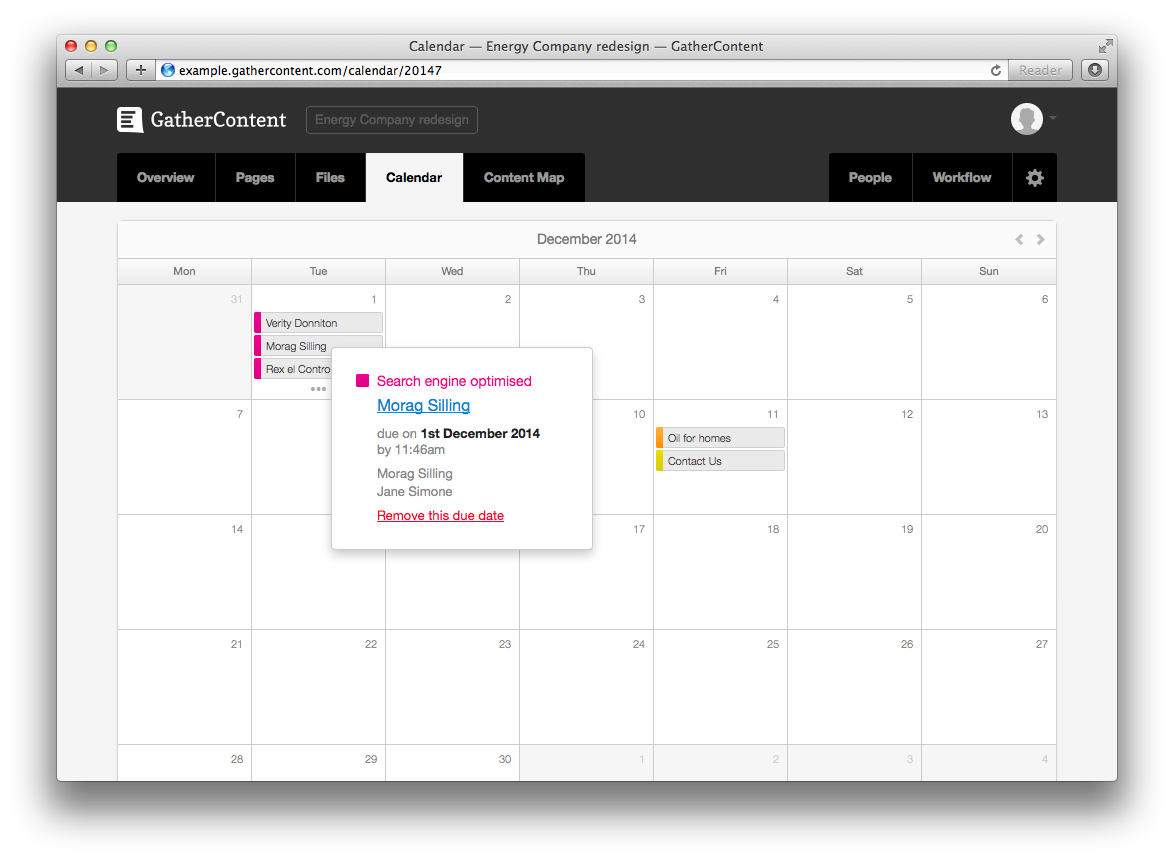 Calendar — Energy Company redesign — GatherContent
example.gathercontent.com/calendar/20147
Reader
GatherContent
Energy Company redesign
Overview
Pages
Files
Calendar
Content Map
People
Workflow
December 2014
Mon
Tue
Wed
Thu
Fri
Sat
Sun
31
1
2
3
4
5
6
Verity Donniton
Morag Silling
Rex el Contro
Search engine optimised
Morag Silling
due on 1st December 2014
by 11:46am
Morag Silling
Jane Simone
Remove this due date
7
10
11
12
13
Oil for homes
Contact Us
14
17
18
19
20
21
22
23
24
25
26
27
28
29
30
1
2
3
4